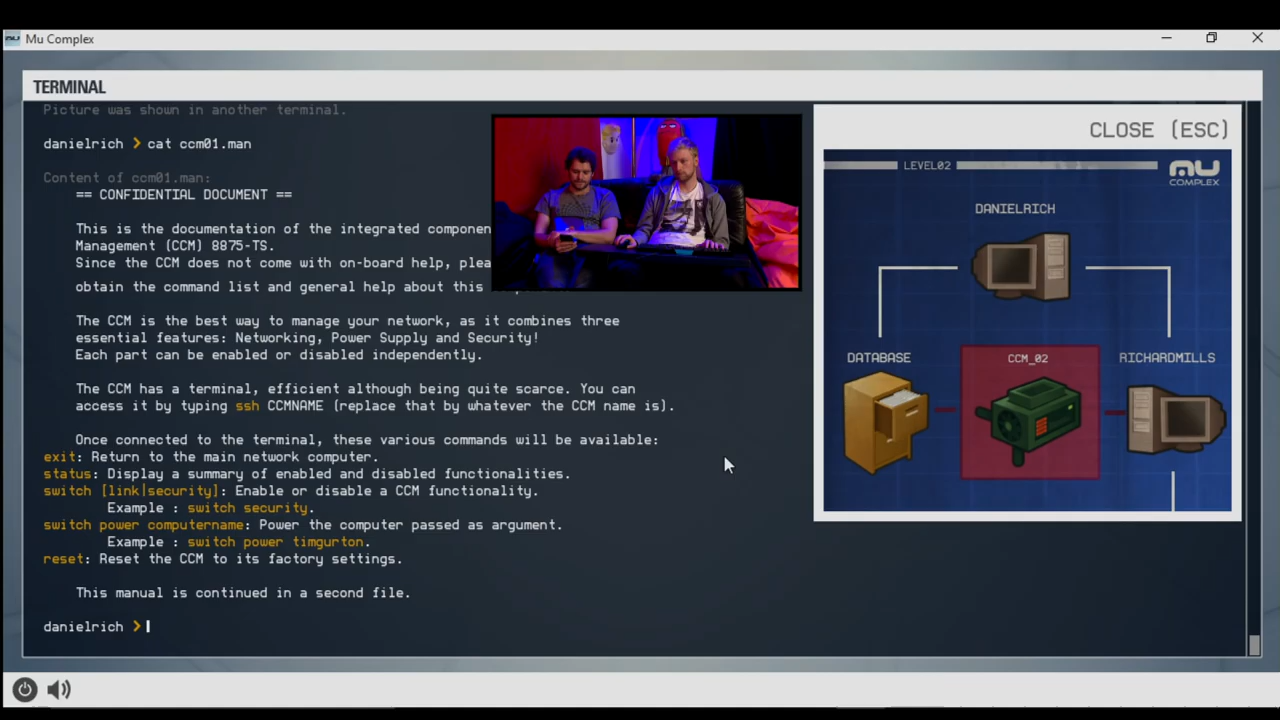 Mu Complex
TERMINAL
Picture was shown in another terminal.
danielrich > cat ccm01.man
Content of ccm01.man:
== CONFIDENTIAL DOCUMENT ==
This is the documentation of the integrated componen
Management (CCM) 8875-TS.
Since the CCM does not come with on-board help, plea
obtain the command list and general help about this
The CCM is the best way to manage your network, as it combines three
essential features: Networking, Power Supply and Security!
Each part can be enabled or disabled independently.
The CCM has a terminal, efficient although being quite scarce. You can
access it by typing ssh CCMNAME (replace that by whatever the CCM name is).
Once connected to the terminal, these various commands will be available:
exit: Return to the main network computer.
status: Display a summary of enabled and disabled functionalities.
switch [link|security]: Enable or disable a CCM functionality.
Example : switch security.
switch power computername: Power the computer passed as argument.
Example : switch power timgurton.
reset: Reset the CCM to its factory settings.
This manual is continued in a second file.
danielrich >
CLOSE (ESC)
LEVEL02
MU
COMPLEX
DANIELRICH
DATABASE
CCM_02
RICHARDMILLS